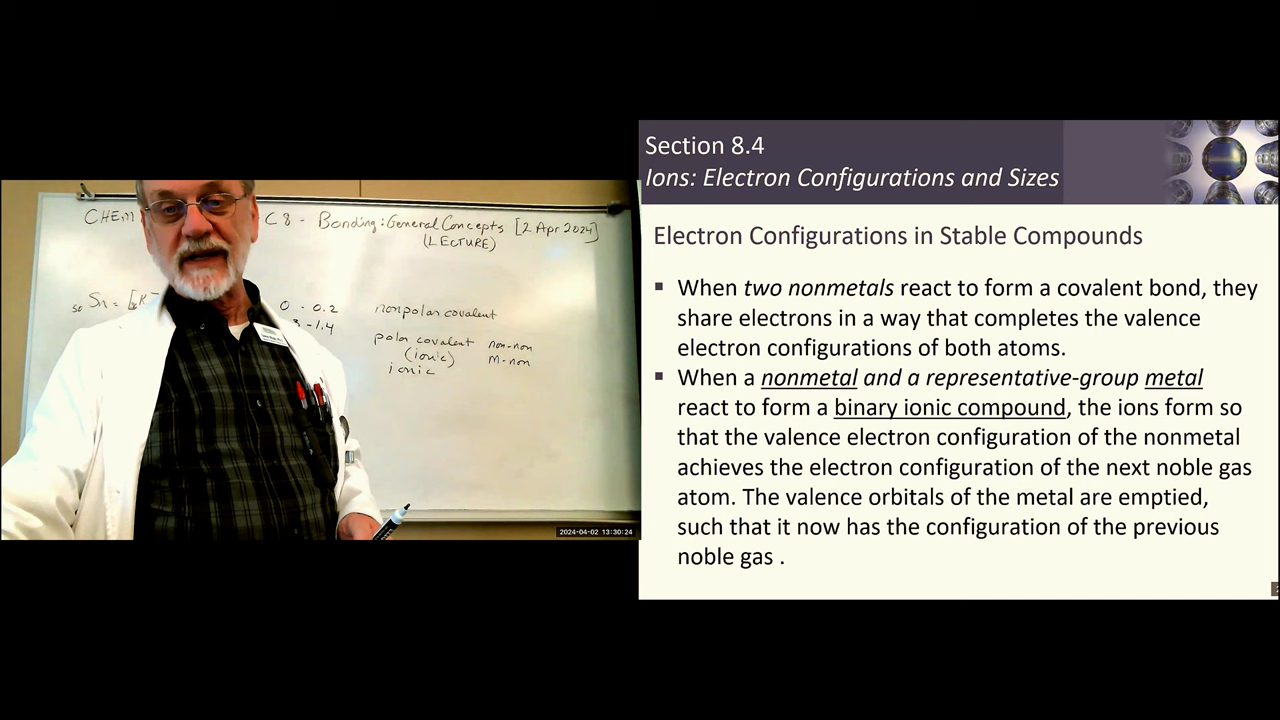 CHEM C8 - Bonding: General Concepts [2 Apr 2024]
(LECTURE)
so Sn = [Kr
0 - 0.2 nonpolar covalent
3 - 1.4 polar covalent non-non
(ionic) M-non
ionic
2024-04-02 13:30:24
Section 8.4
Ions: Electron Configurations and Sizes
Electron Configurations in Stable Compounds
▪ When two nonmetals react to form a covalent bond, they
share electrons in a way that completes the valence
electron configurations of both atoms.
▪ When a nonmetal and a representative-group metal
react to form a binary ionic compound, the ions form so
that the valence electron configuration of the nonmetal
achieves the electron configuration of the next noble gas
atom. The valence orbitals of the metal are emptied,
such that it now has the configuration of the previous
noble gas .